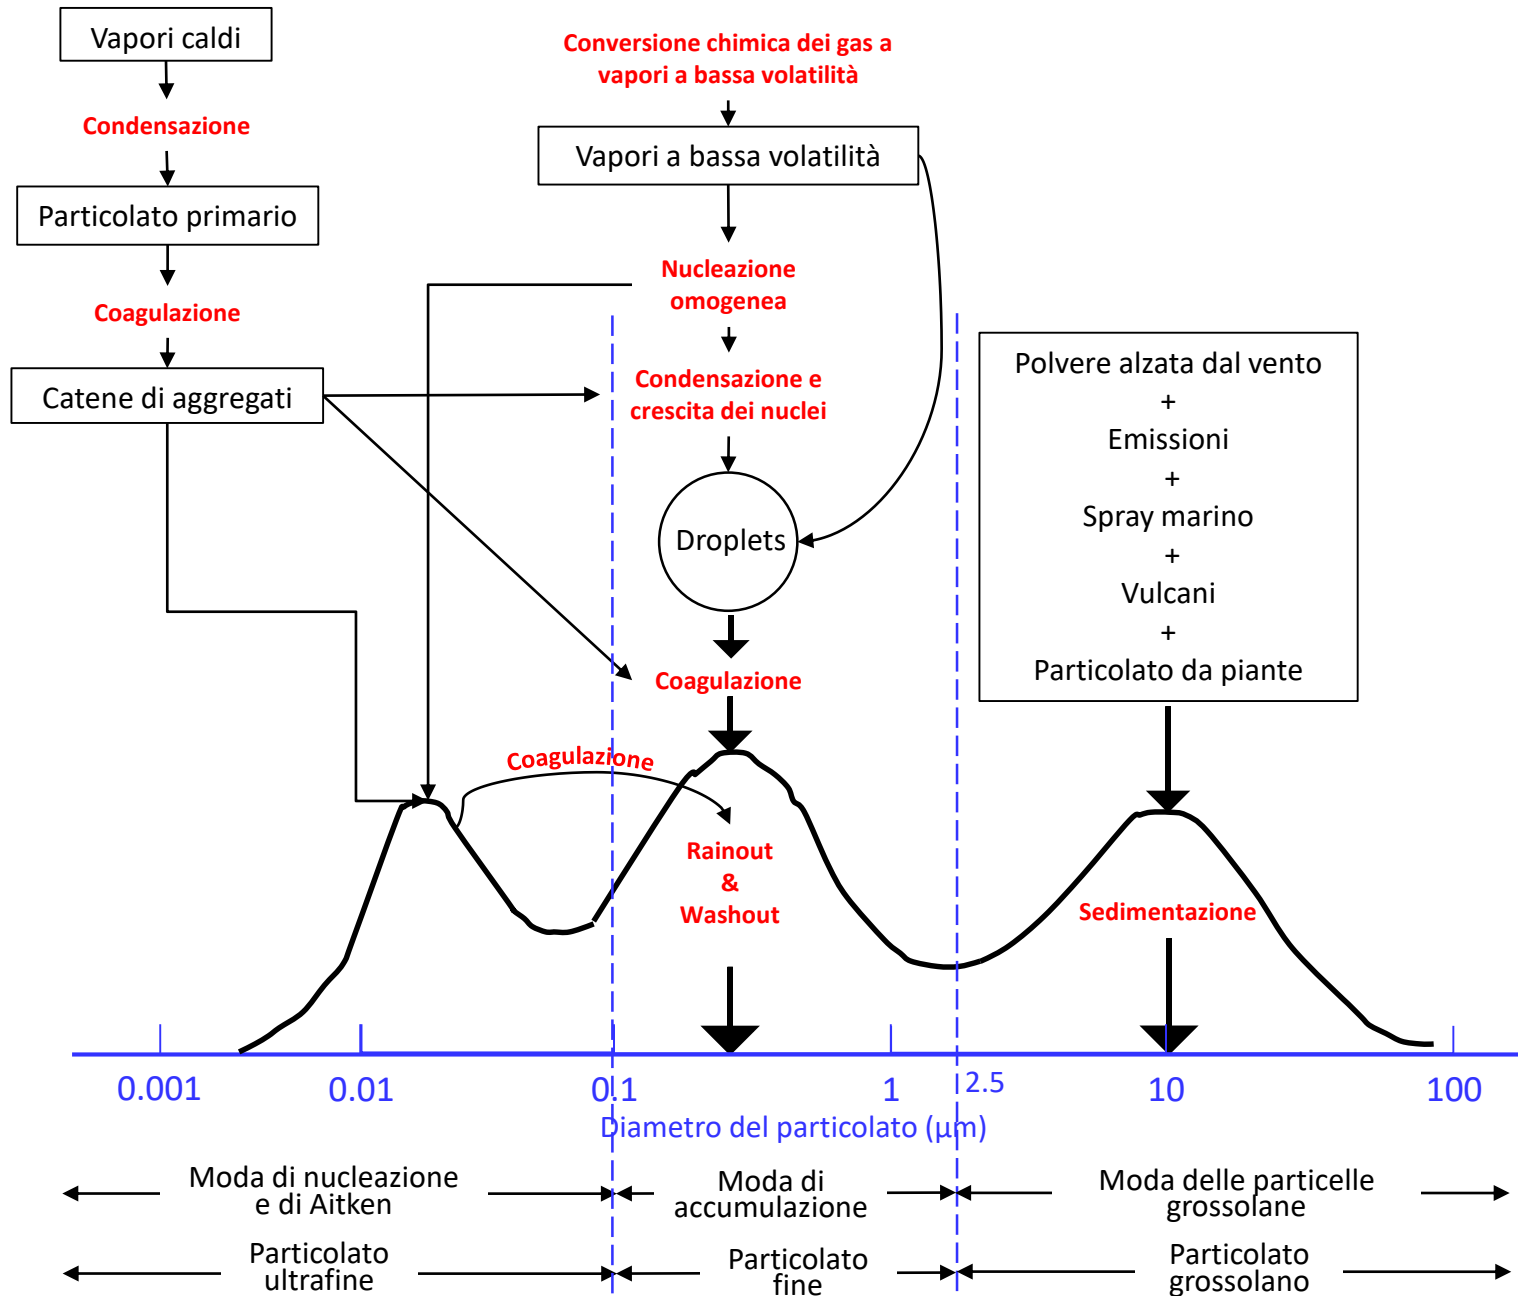 Vapori caldi
Condensazione
Particolato primario
Coagulazione
Catene di aggregati
Conversione chimica dei gas a
vapori a bassa volatilità
Vapori a bassa volatilità
Nucleazione
omogenea
Condensazione e
crescita dei nuclei
Droplets
Coagulazione
Coagulazione
Rainout
&
Washout
Polvere alzata dal vento
+
Emissioni
+
Spray marino
+
Vulcani
+
Particolato da piante
Sedimentazione
0.001
0.01
0.1
1
2.5
10
100
Diametro del particolato (μm)
Moda di nucleazione
e di Aitken
Moda di
accumulazione
Moda delle particelle
grossolane
Particolato
ultrafine
Particolato
fine
Particolato
grossolano